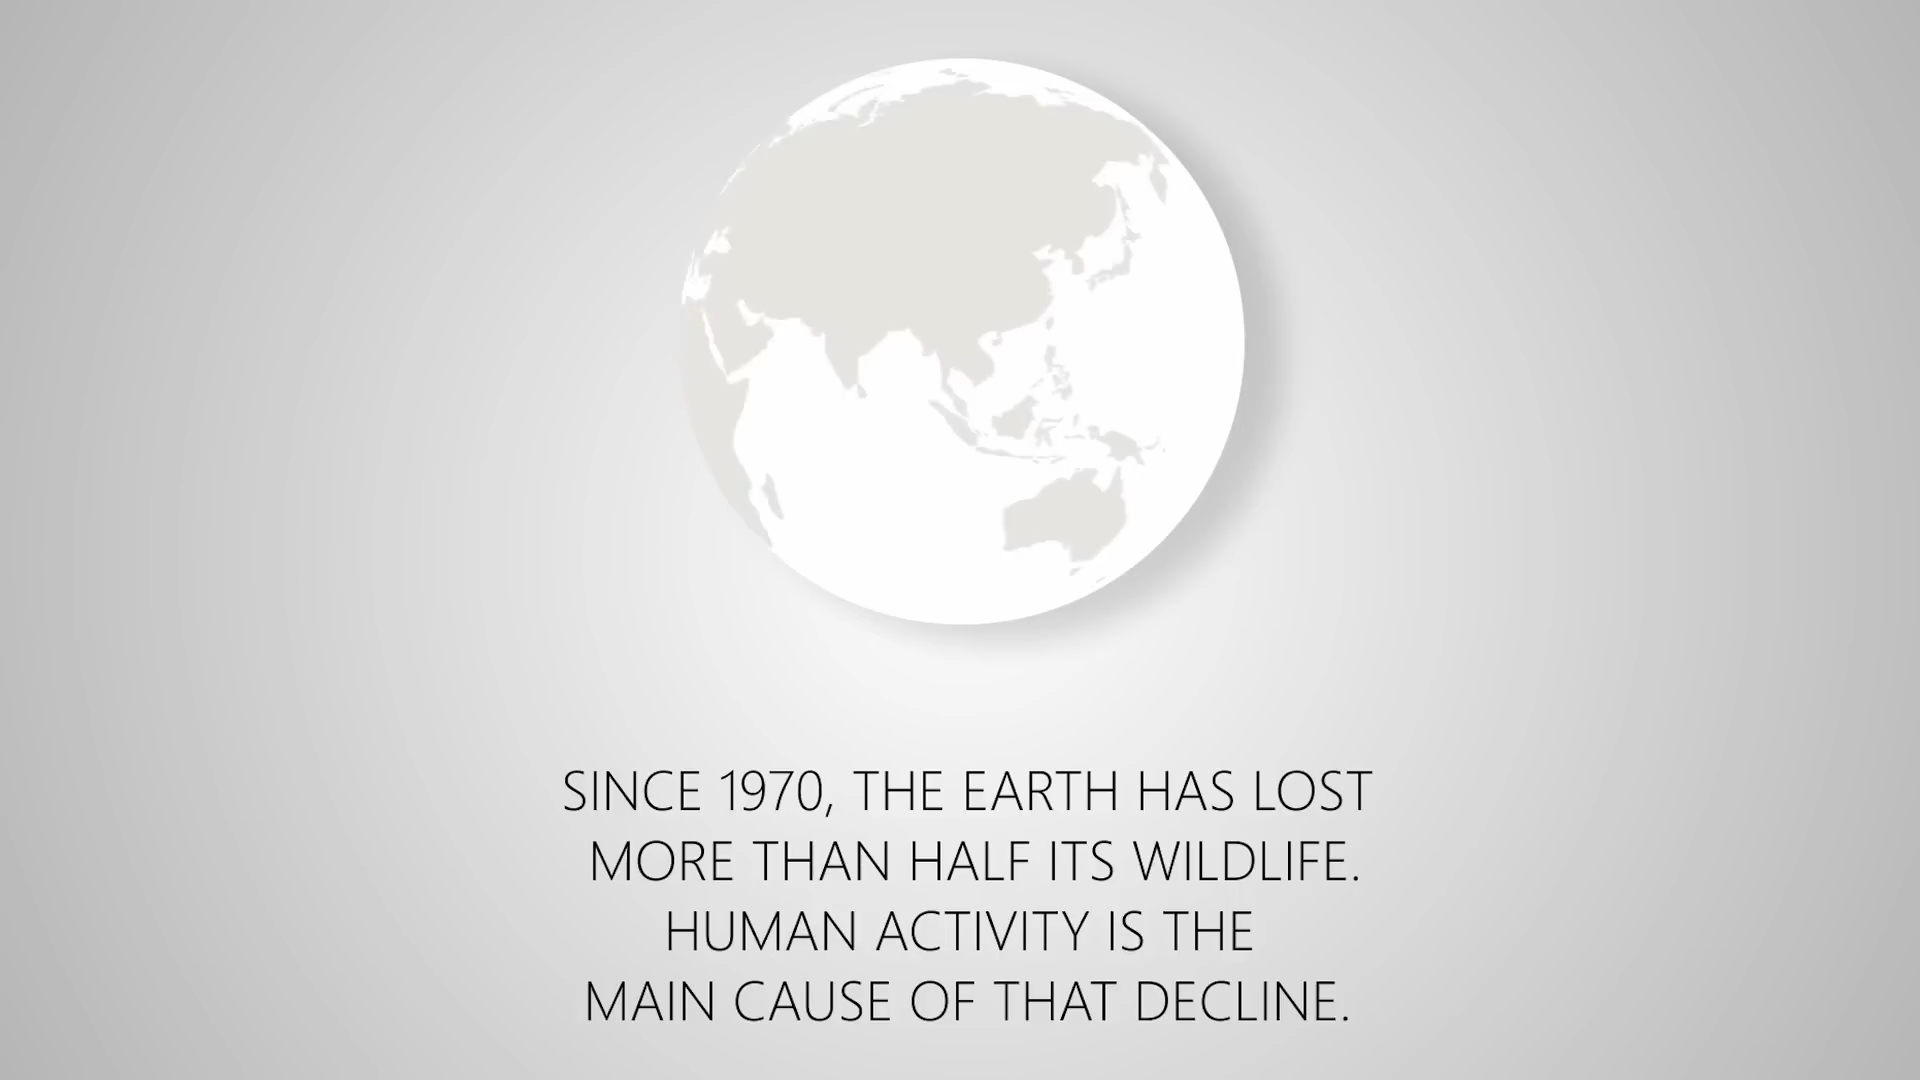 SINCE 1970, THE EARTH HAS LOST
MORE THAN HALF ITS WILDLIFE.
HUMAN ACTIVITY IS THE
MAIN CAUSE OF THAT DECLINE.